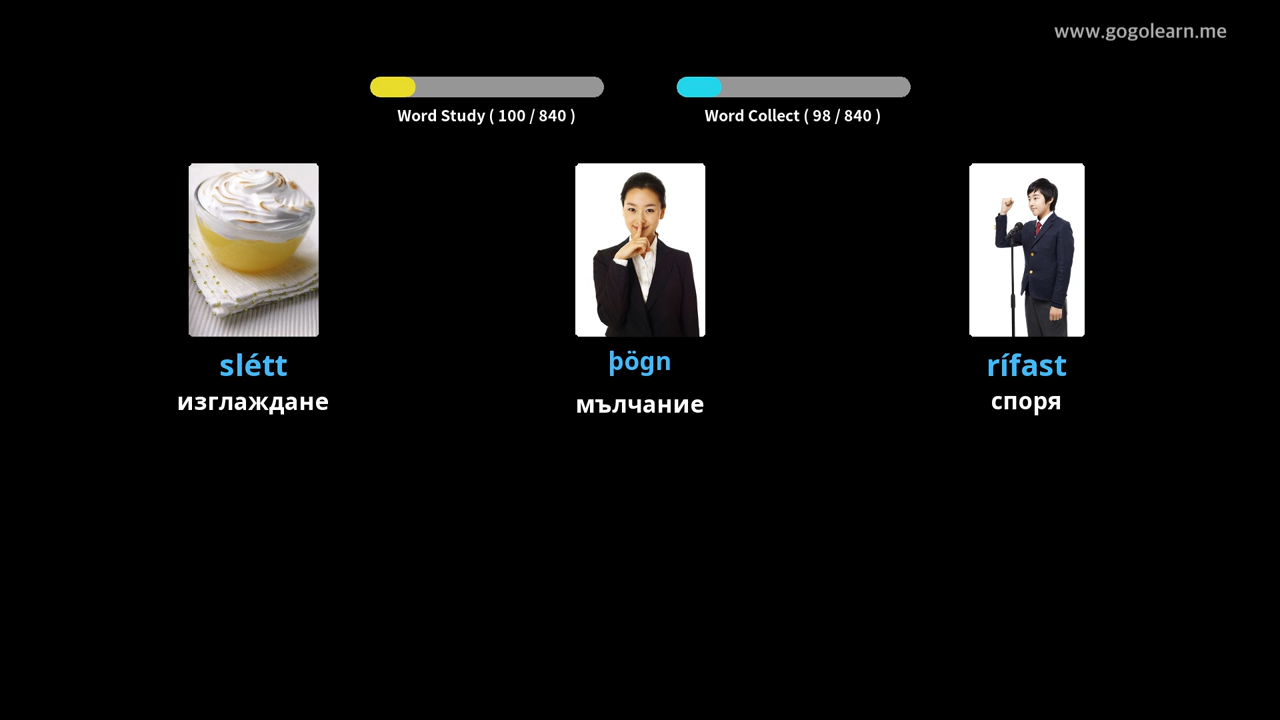 www.gogolearn.me
Word Study ( 100 / 840 )
Word Collect ( 98 / 840 )
slétt
þögn
rífast
изглаждане
мълчание
споря